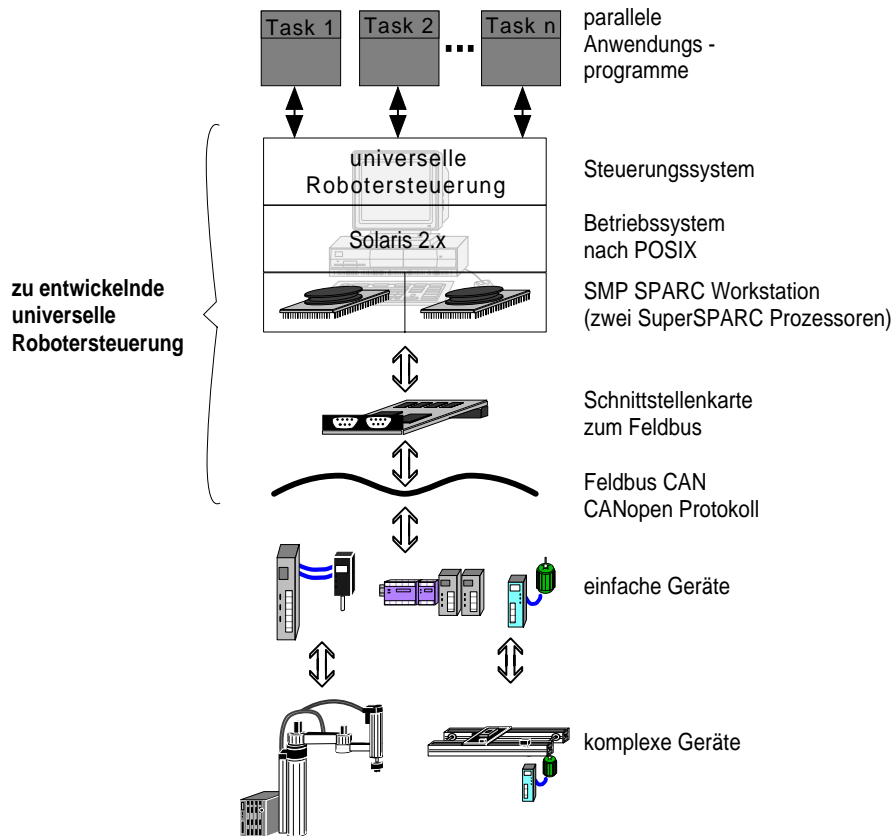 Task 1
Task 2
...
Task n
parallele
Anwendungs -
programme
universelle
Robotersteuerung
Steuerungssystem
Solaris 2.x
Betriebssystem
nach POSIX
zu entwickelnde
universelle
Robotersteuerung
SMP SPARC Workstation
(zwei SuperSPARC Prozessoren)
Schnittstellenkarte
zum Feldbus
Feldbus CAN
CANopen Protokoll
einfache Geräte
komplexe Geräte